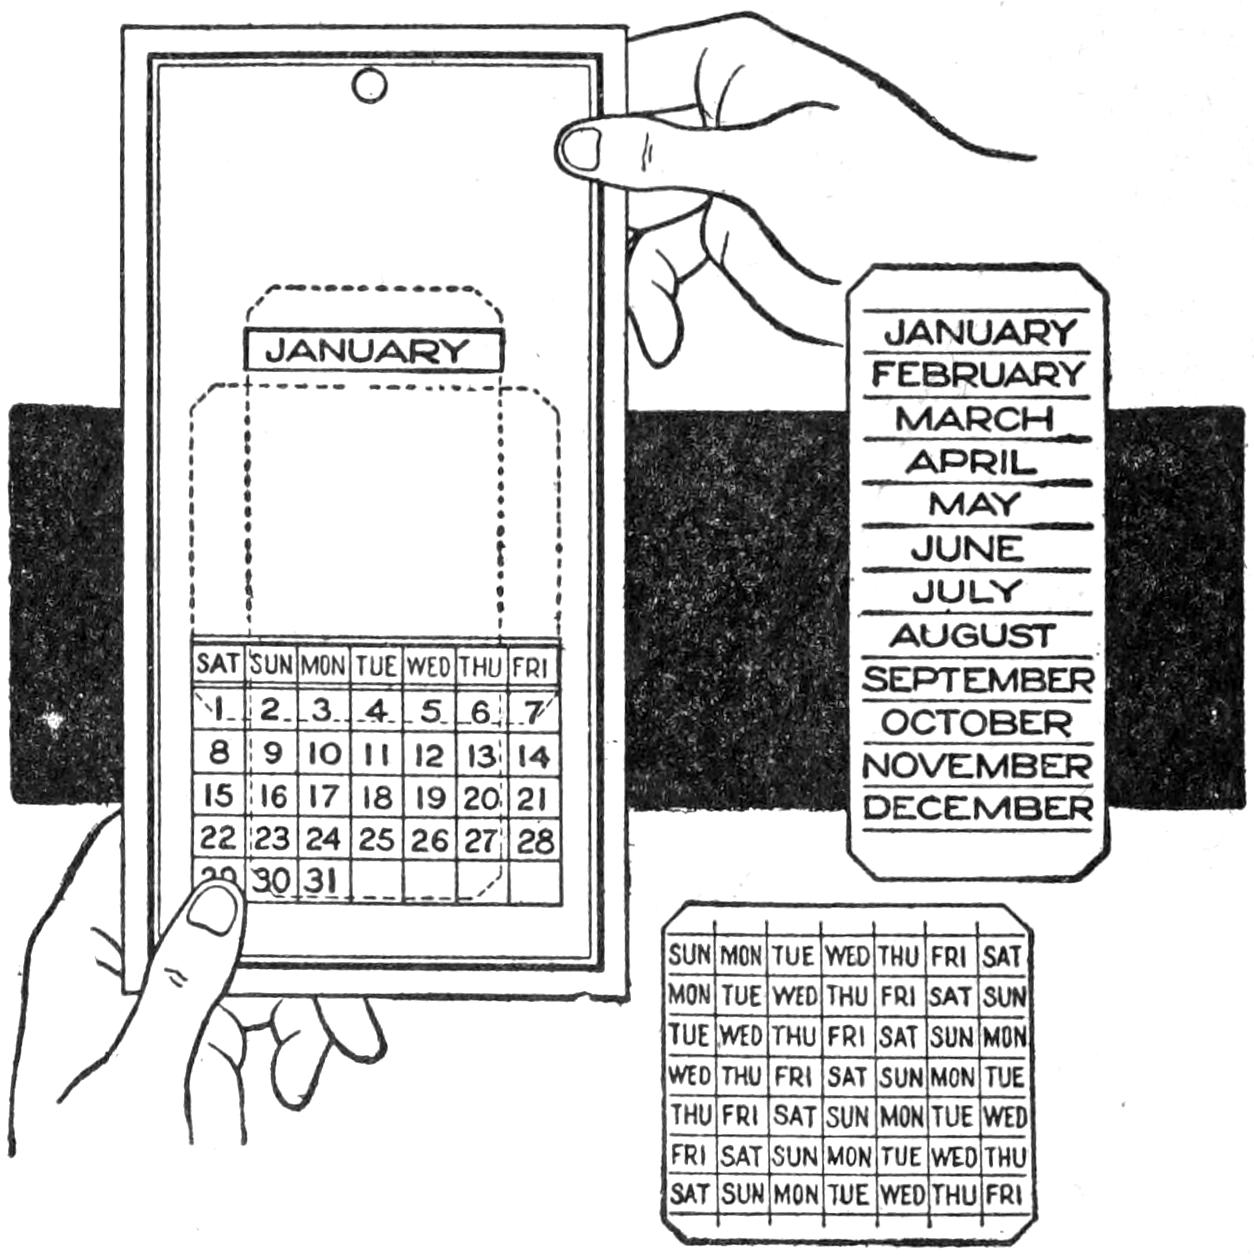 JANUARY
SAT SUN MON TUE WED THU FRI
1 2 3 4 5 6 7
8 9 10 11 12 13 14
15 16 17 18 19 20 21
22 23 24 25 26 27 28
29 30 31
JANUARY
FEBRUARY
MARCH
APRIL
MAY
JUNE
JULY
AUGUST
SEPTEMBER
OCTOBER
NOVEMBER
DECEMBER
SUN MON TUE WED THU FRI SAT
MON TUE WED THU FRI SAT SUN
TUE WED THU FRI SAT SUN MON
WED THU FRI SAT SUN MON TUE
THU FRI SAT SUN MON TUE WED
FRI SAT SUN MON TUE WED THU
SAT SUN MON TUE WED THU FRI